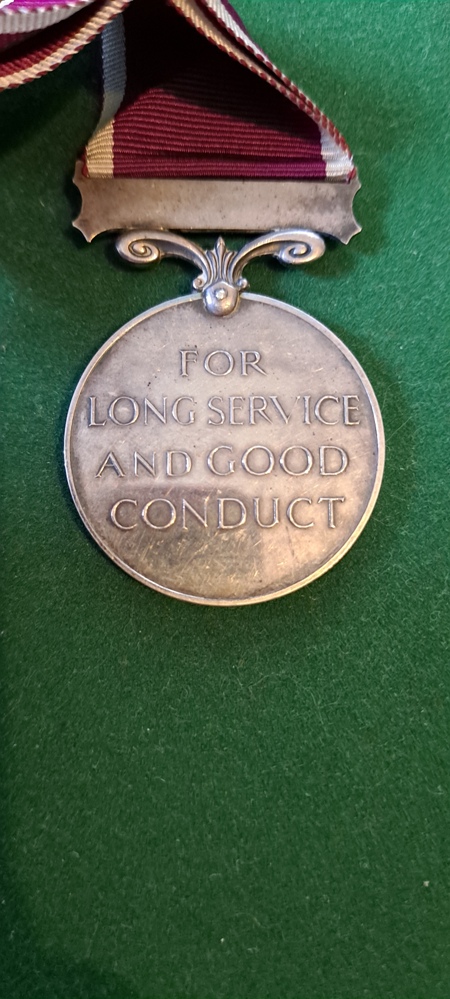 FOR
LONG SERVICE
AND GOOD
CONDUCT